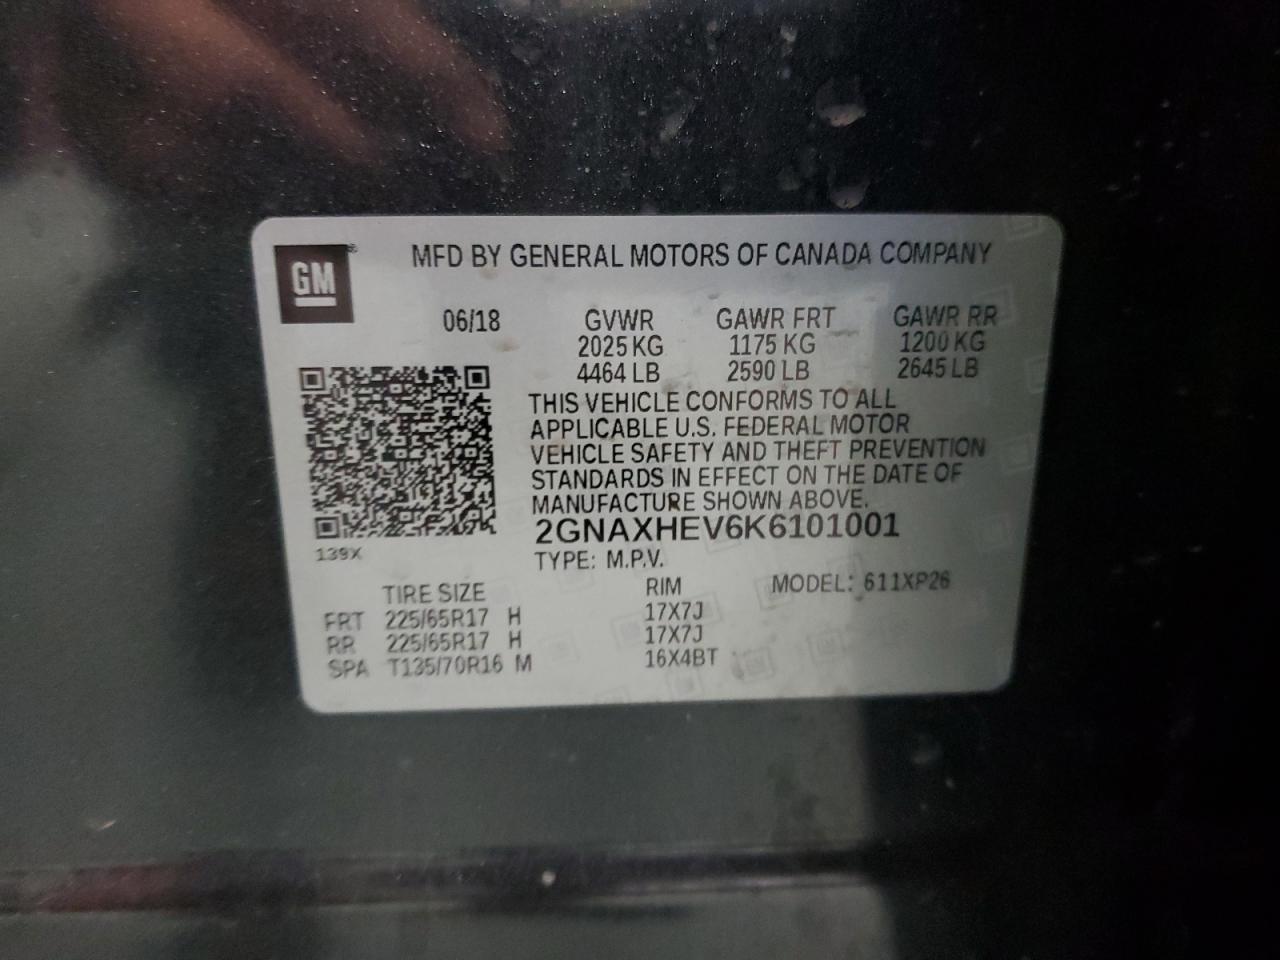 GM®
MFD BY GENERAL MOTORS OF CANADA COMPANY
06/18 GVWR GAWR FRT GAWR RR
2025 KG 1175 KG 1200 KG
4464 LB 2590 LB 2645 LB
THIS VEHICLE CONFORMS TO ALL
APPLICABLE U.S. FEDERAL MOTOR
VEHICLE SAFETY AND THEFT PREVENTION
STANDARDS IN EFFECT ON THE DATE OF
MANUFACTURE SHOWN ABOVE.
2GNAXHEV6K6101001
139X
TYPE: M.P.V.
TIRE SIZE RIM MODEL: 611XP26
FRT 225/65R17 H 17X7J
RR 225/65R17 H 17X7J
SPA T135/70R16 M 16X4BT